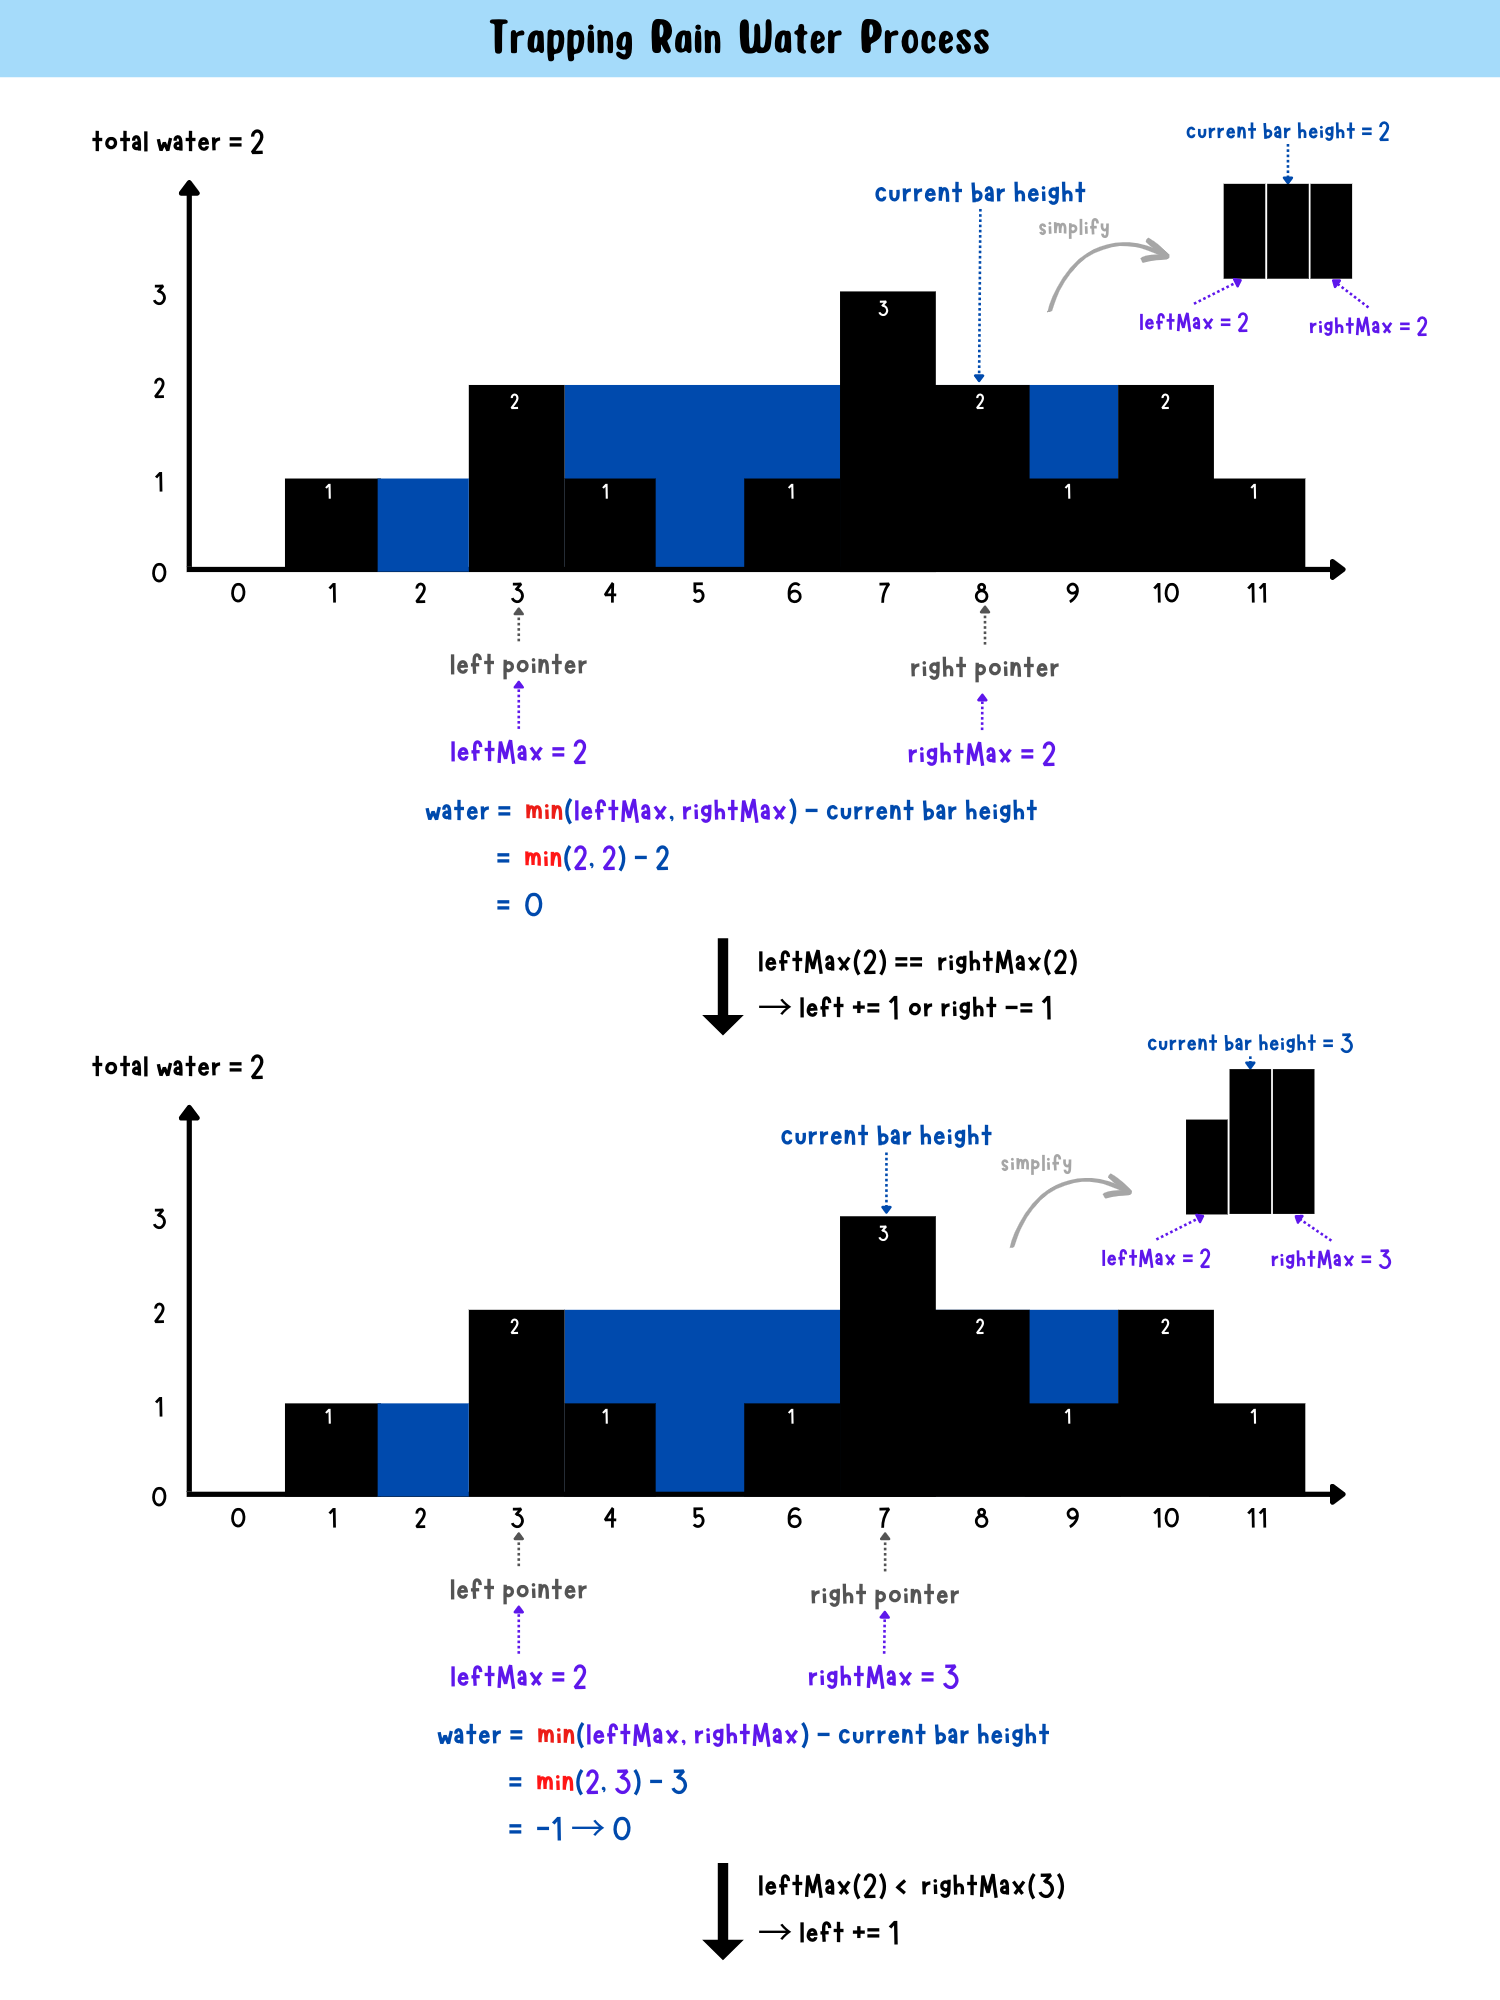 Trapping Rain Water Process
total water = 2
current bar height = 2
current bar height
simplify
leftMax = 2
rightMax = 2
3
3
2
2
2
2
1
1
1
1
1
1
0
0 1 2 3 4 5 6 7 8 9 10 11
left pointer
right pointer
leftMax = 2
rightMax = 2
water = min(leftMax, rightMax) - current bar height
= min(2, 2) - 2
= 0
leftMax(2) == rightMax(2)
→ left += 1 or right -= 1
total water = 2
current bar height = 3
current bar height
simplify
leftMax = 2
rightMax = 3
3
3
2
2
2
2
1
1
1
1
1
1
0
0 1 2 3 4 5 6 7 8 9 10 11
left pointer
right pointer
leftMax = 2
rightMax = 3
water = min(leftMax, rightMax) - current bar height
= min(2, 3) - 3
= -1 → 0
leftMax(2) < rightMax(3)
→ left += 1